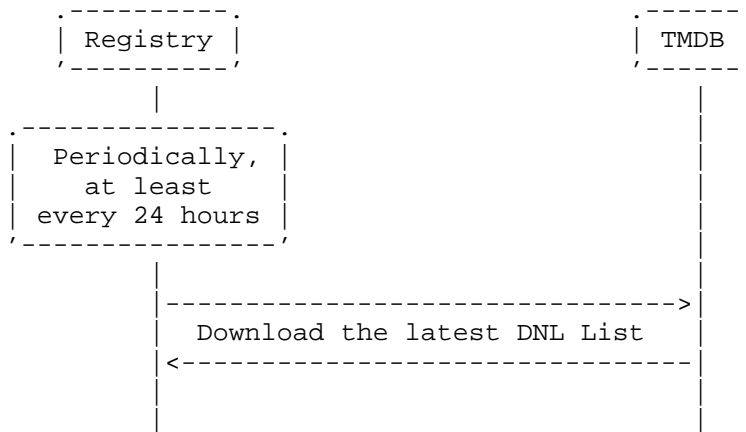 Registry
TMDB
Periodically,
at least
every 24 hours
Download the latest DNL List